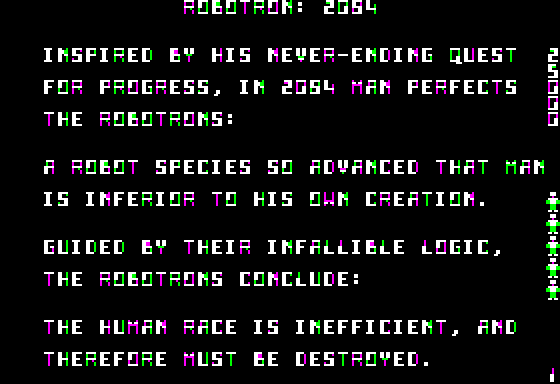 ROBOTRON: 2084
INSPIRED BY HIS NEVER-ENDING QUEST
FOR PROGRESS, IN 2084 MAN PERFECTS
THE ROBOTRONS:
A ROBOT SPECIES SO ADVANCED THAT MAN
IS INFERIOR TO HIS OWN CREATION.
GUIDED BY THEIR INFALLIBLE LOGIC,
THE ROBOTRONS CONCLUDE:
THE HUMAN RACE IS INEFFICIENT, AND
THEREFORE MUST BE DESTROYED.